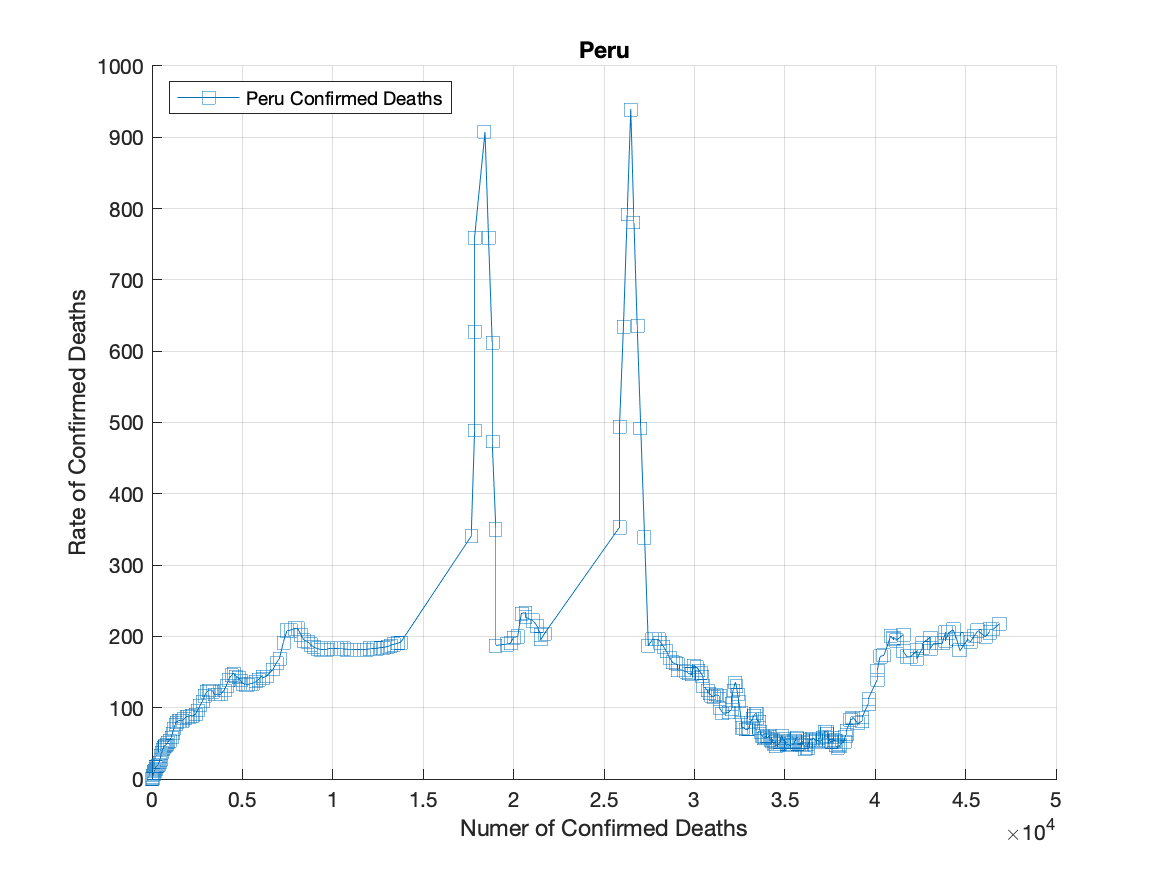 Peru
Peru Confirmed Deaths
Rate of Confirmed Deaths
1000
900
800
700
600
500
400
300
200
100
0
0 0.5 1 1.5 2 2.5 3 3.5 4 4.5 5
Numer of Confirmed Deaths
×10⁴